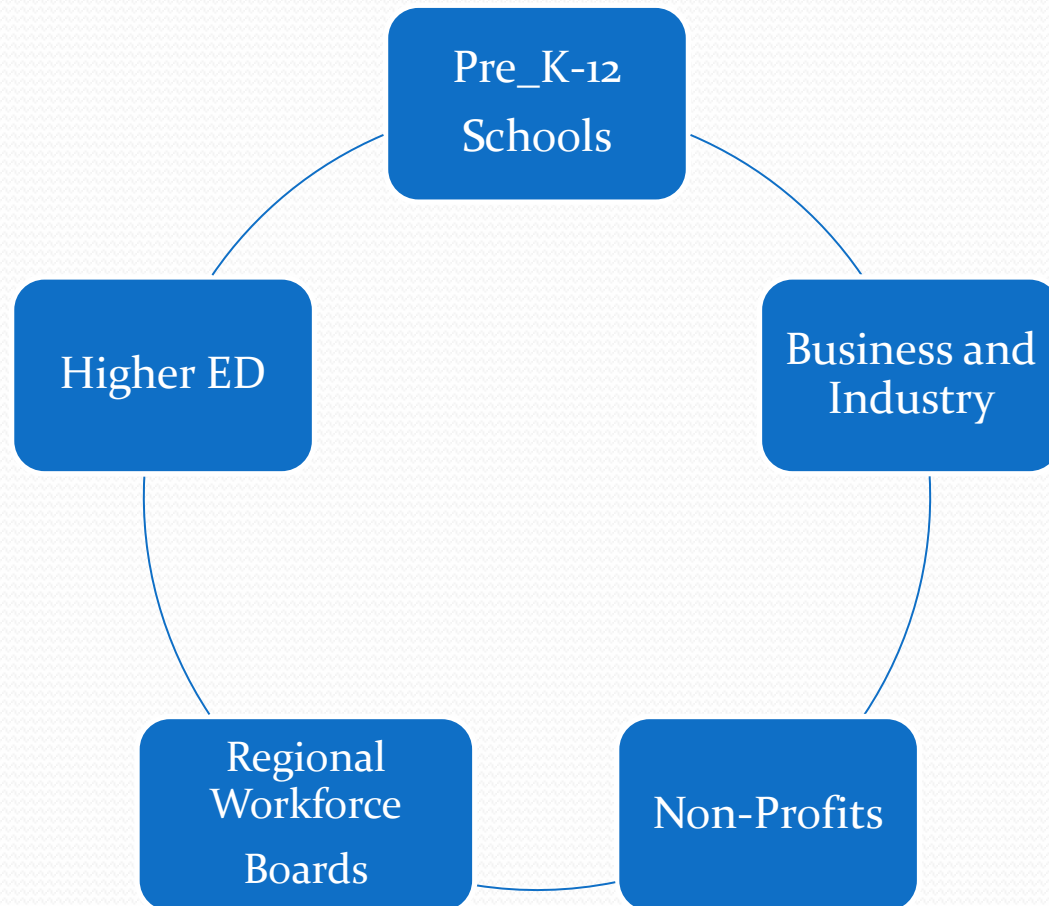 Pre_K-12
Schools
Business and
Industry
Non-Profits
Regional
Workforce
Boards
Higher ED